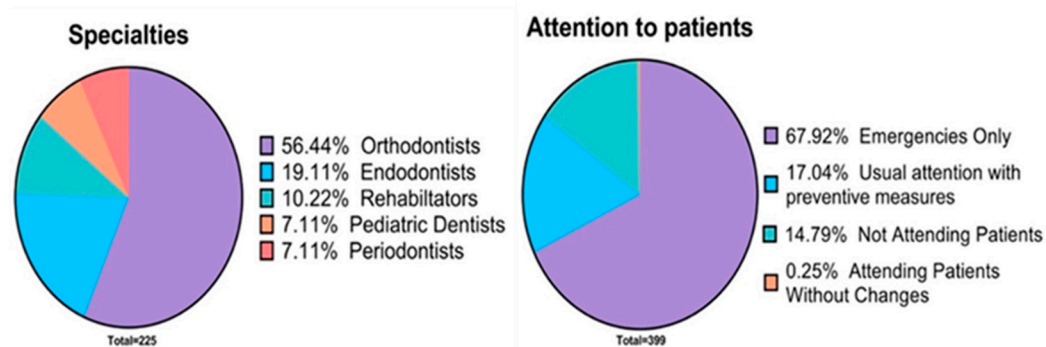 Specialties
56.44% Orthodontists
19.11% Endodontists
10.22% Rehabiltators
7.11% Pediatric Dentists
7.11% Periodontists
Total=225
Attention to patients
67.92% Emergencies Only
17.04% Usual attention with
preventive measures
14.79% Not Attending Patients
0.25% Attending Patients
Without Changes
Total=399